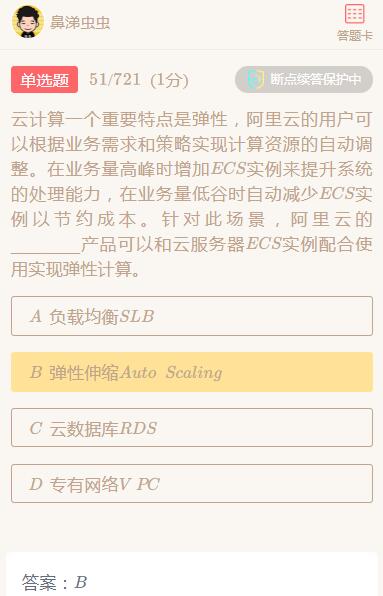 鼻涕虫虫
答题卡
单选题 51/721 (1分) 断点续答保护中
云计算一个重要特点是弹性，阿里云的用户可
以根据业务需求和策略实现计算资源的自动调
整。在业务量高峰时增加ECS实例来提升系统
的处理能力，在业务量低谷时自动减少ECS实
例以节约成本。针对此场景，阿里云的
________产品可以和云服务器ECS实例配合使
用实现弹性计算。
A 负载均衡SLB
B 弹性伸缩Auto Scaling
C 云数据库RDS
D 专有网络V PC
答案：B